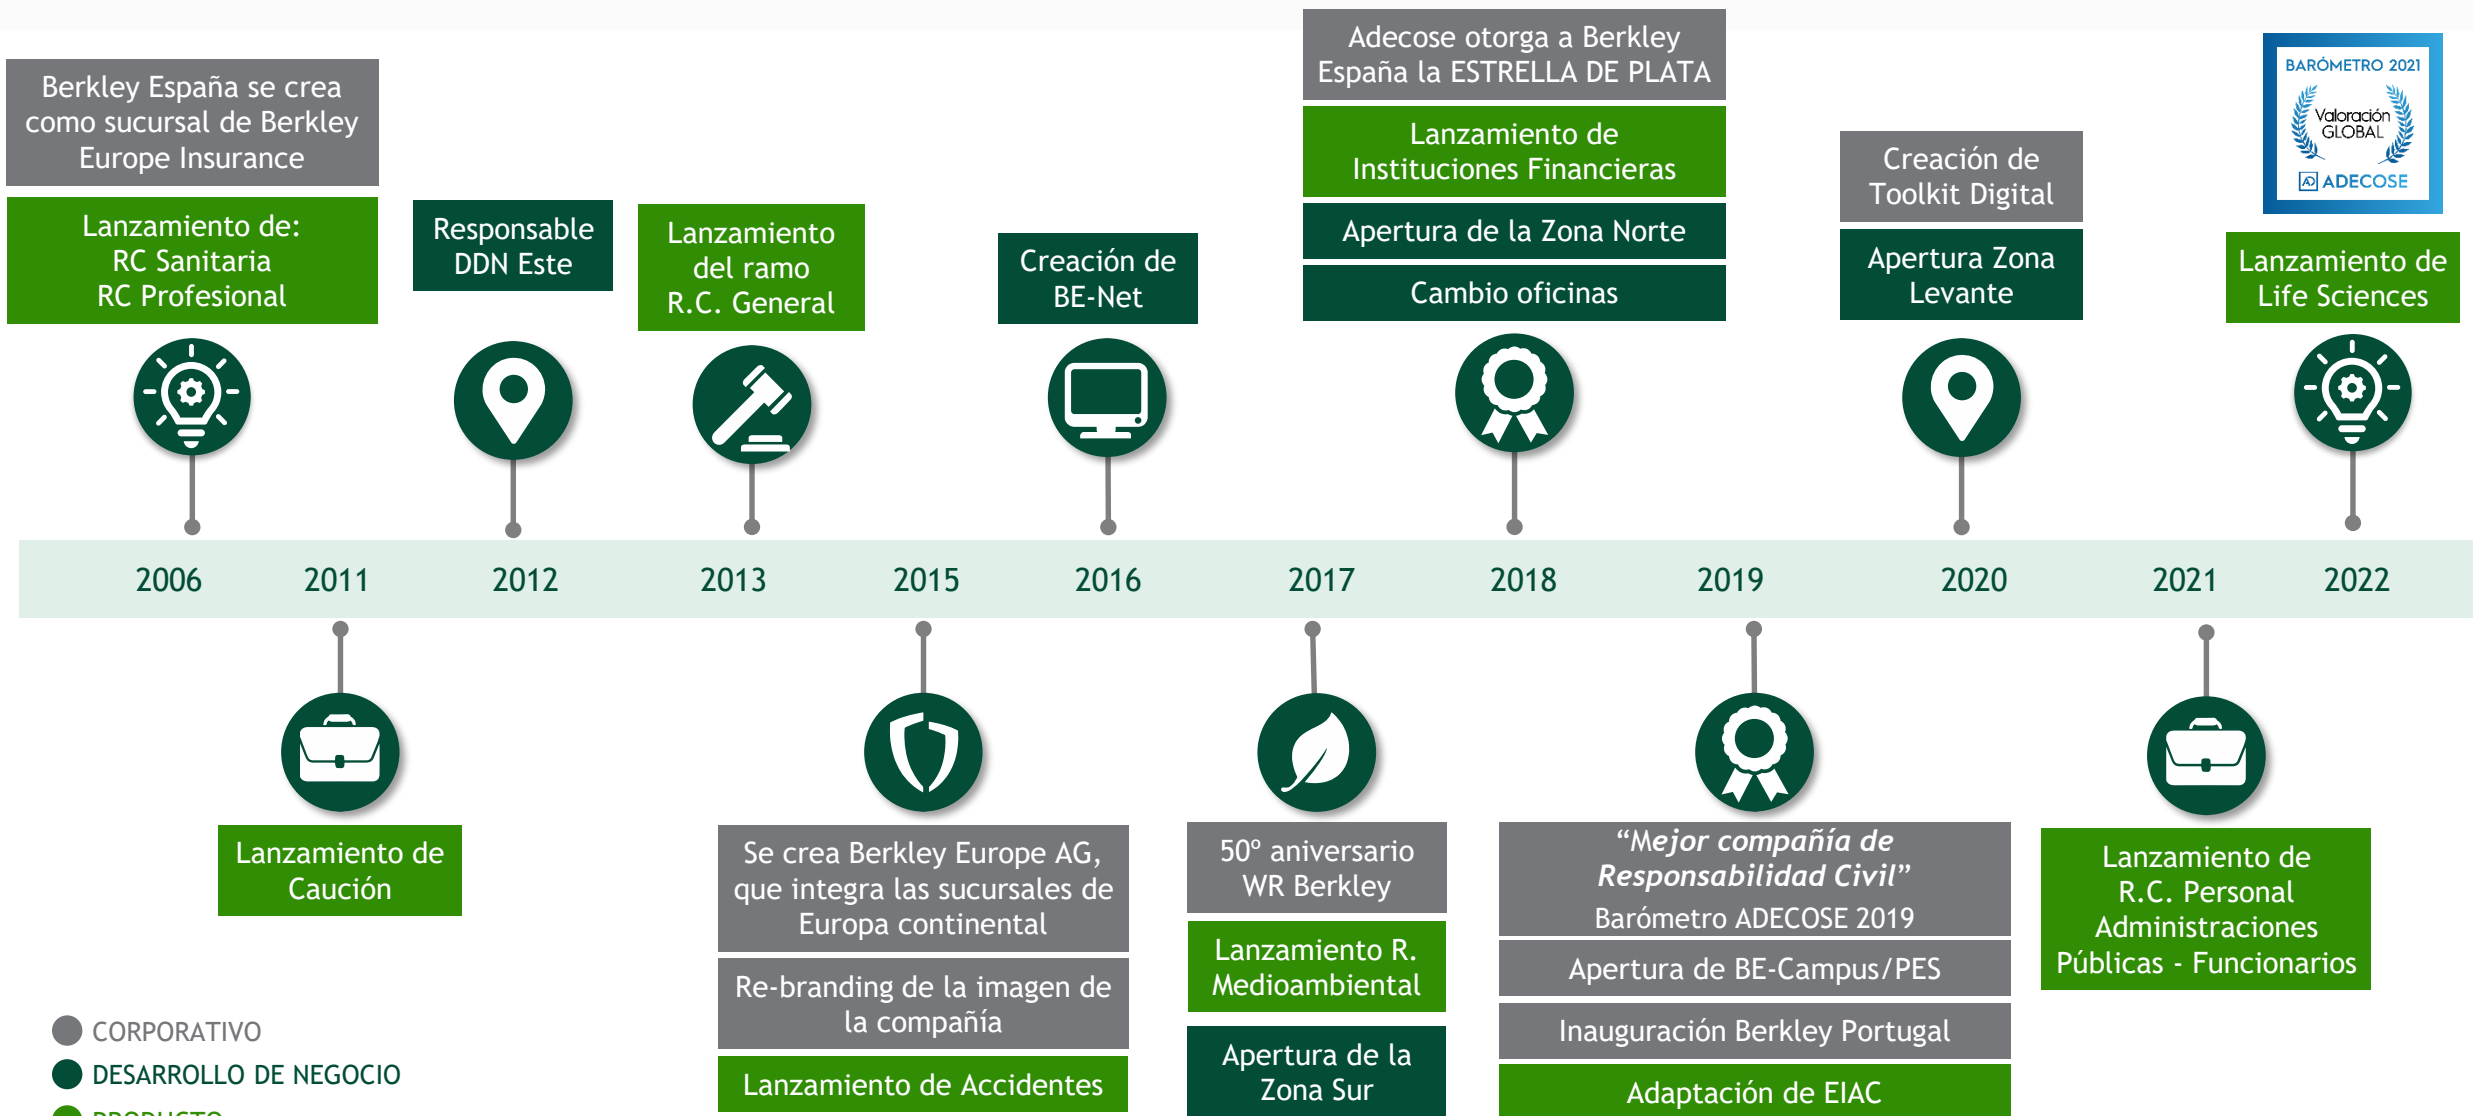 Berkley España se crea
como sucursal de Berkley
Europe Insurance
Lanzamiento de:
RC Sanitaria
RC Profesional
Responsable
DDN Este
Lanzamiento
del ramo
R.C. General
Creación de
BE-Net
Adecose otorga a Berkley
España la ESTRELLA DE PLATA
Lanzamiento de
Instituciones Financieras
Apertura de la Zona Norte
Cambio oficinas
Creación de
Toolkit Digital
Apertura Zona
Levante
BARÓMETRO 2021
Valoración
GLOBAL
AD ADECOSE
Lanzamiento de
Life Sciences
2006 2011 2012 2013 2015 2016 2017 2018 2019 2020 2021 2022
Lanzamiento de
Caución
Se crea Berkley Europe AG,
que integra las sucursales de
Europa continental
Re-branding de la imagen de
la compañía
Lanzamiento de Accidentes
50º aniversario
WR Berkley
Lanzamiento R.
Medioambiental
Apertura de la
Zona Sur
“Mejor compañía de
Responsabilidad Civil”
Barómetro ADECOSE 2019
Apertura de BE-Campus/PES
Inauguración Berkley Portugal
Adaptación de EIAC
Lanzamiento de
R.C. Personal
Administraciones
Públicas - Funcionarios
CORPORATIVO
DESARROLLO DE NEGOCIO
PRODUCTO